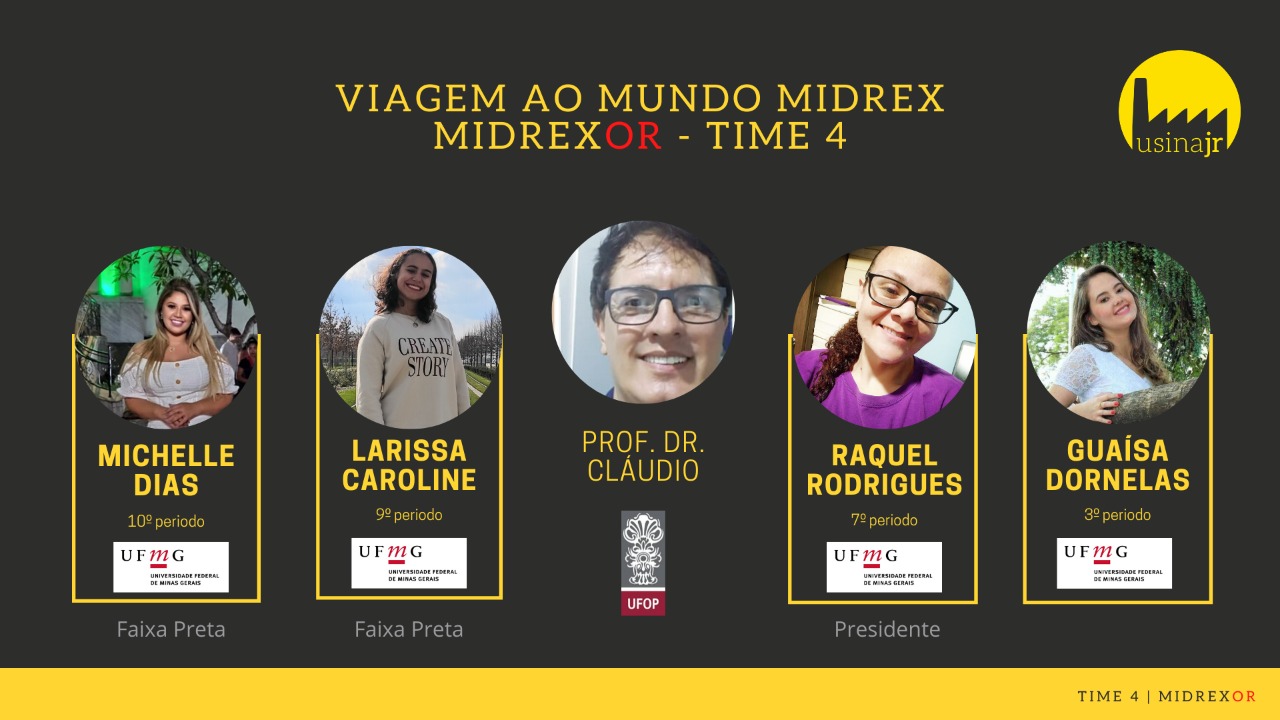 VIAGEM AO MUNDO MIDREX
MIDREXOR - TIME 4
usinajr
CREATE
STORY
MICHELLE
DIAS
10º periodo
UFmG
UNIVERSIDADE FEDERAL
DE MINAS GERAIS
Faixa Preta
LARISSA
CAROLINE
9º periodo
UFmG
UNIVERSIDADE FEDERAL
DE MINAS GERAIS
Faixa Preta
PROF. DR.
CLÁUDIO
UFOP
RAQUEL
RODRIGUES
7º periodo
UFmG
UNIVERSIDADE FEDERAL
DE MINAS GERAIS
Presidente
GUAÍSA
DORNELAS
3º periodo
UFmG
UNIVERSIDADE FEDERAL
DE MINAS GERAIS
TIME 4 | MIDREXOR